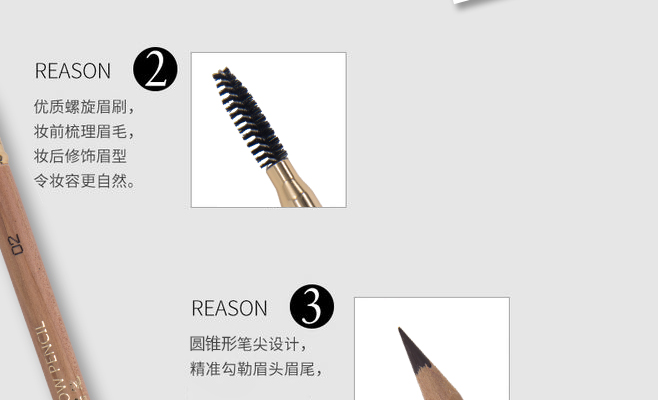 REASON 2
优质螺旋眉刷，
妆前梳理眉毛，
妆后修饰眉型
令妆容更自然。
02
OW PENCIL
REASON 3
圆锥形笔尖设计，
精准勾勒眉头眉尾，